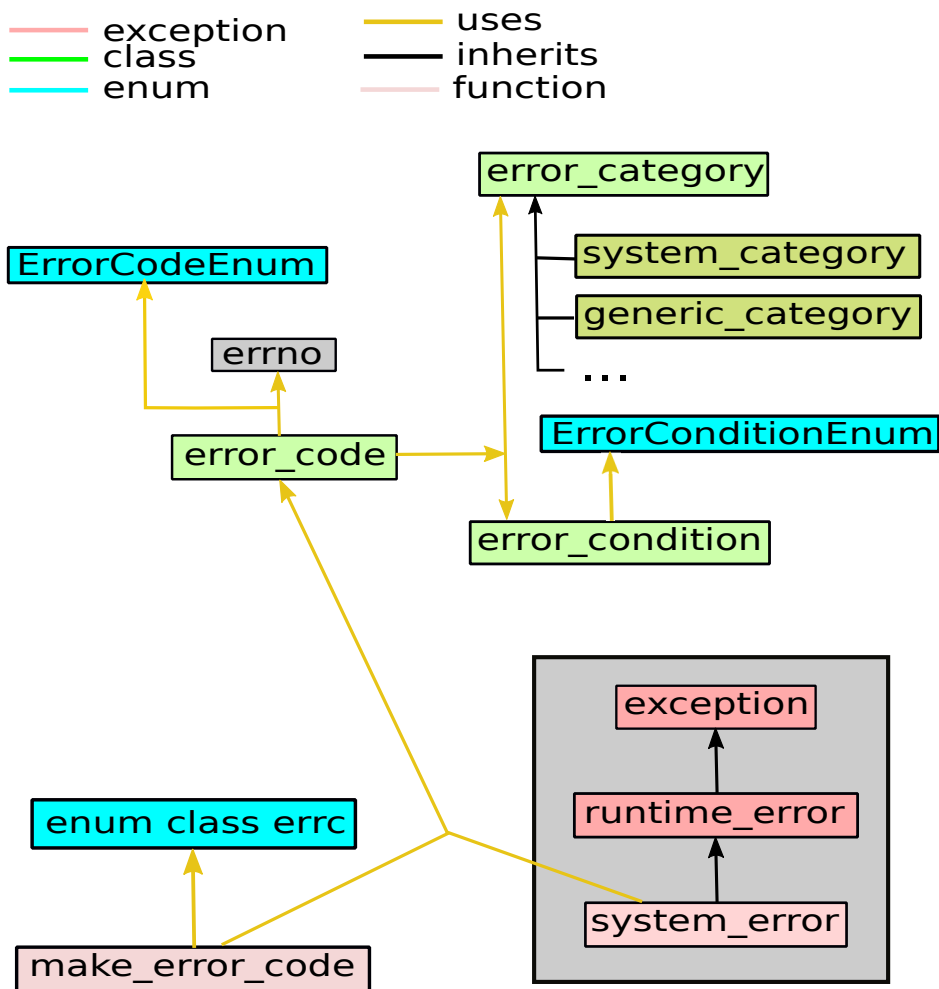 exception
class
enum
uses
inherits
function
error_category
system_category
generic_category
...
ErrorCodeEnum
errno
error_code
ErrorConditionEnum
error_condition
exception
runtime_error
system_error
enum class errc
make_error_code